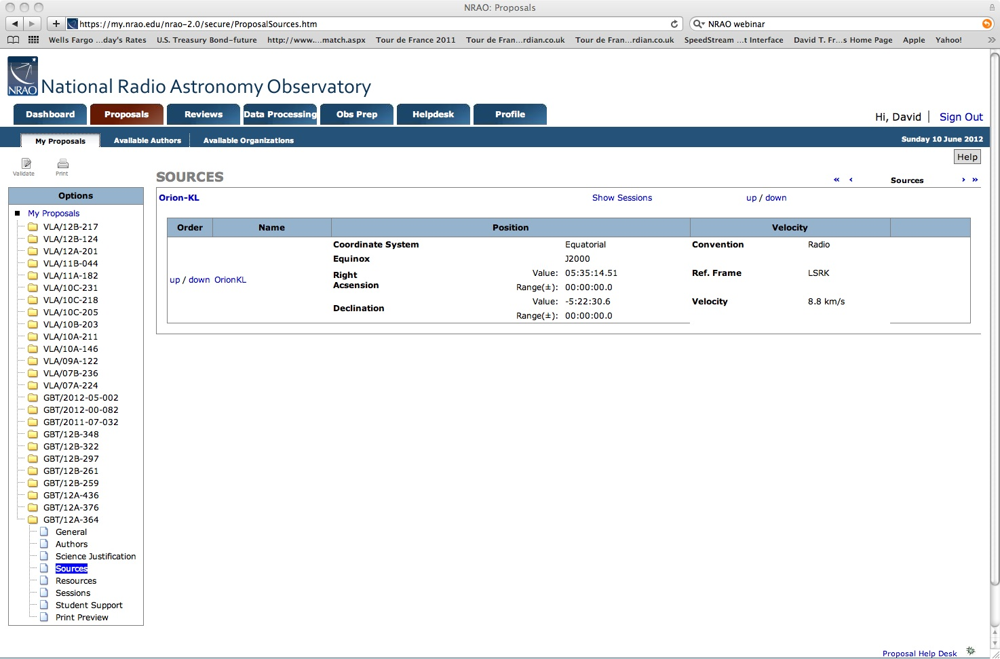 NRAO: Proposals
https://my.nrao.edu/nrao-2.0/secure/ProposalSources.htm
NRAO webinar
Wells Fargo ...day's Rates U.S. Treasury Bond-future http://www....match.aspx Tour de France 2011 Tour de Fran...rdian.co.uk Tour de Fran...rdian.co.uk SpeedStream ...t Interface David T. Fr...s Home Page Apple Yahoo!
NRAO National Radio Astronomy Observatory
Dashboard Proposals Reviews Data Processing Obs Prep Helpdesk Profile
Hi, David | Sign Out
My Proposals Available Authors Available Organizations Sunday 10 June 2012
Help
Validate Print
SOURCES
« ‹ Sources › »
Options
My Proposals
VLA/12B-217
VLA/12B-124
VLA/12A-201
VLA/11B-044
VLA/11A-182
VLA/10C-231
VLA/10C-218
VLA/10C-205
VLA/10B-203
VLA/10A-211
VLA/10A-146
VLA/09A-122
VLA/07B-236
VLA/07A-224
GBT/2012-05-002
GBT/2012-00-082
GBT/2011-07-032
GBT/12B-348
GBT/12B-322
GBT/12B-297
GBT/12B-261
GBT/12B-259
GBT/12A-436
GBT/12A-376
GBT/12A-364
General
Authors
Science Justification
Sources
Resources
Sessions
Student Support
Print Preview
Orion-KL Show Sessions up / down
Order Name Position Velocity
up / down OrionKL
Coordinate System Equatorial
Equinox J2000
Right Acsension Value: 05:35:14.51
Range(±): 00:00:00.0
Declination Value: -5:22:30.6
Range(±): 00:00:00.0
Convention Radio
Ref. Frame LSRK
Velocity 8.8 km/s
Proposal Help Desk